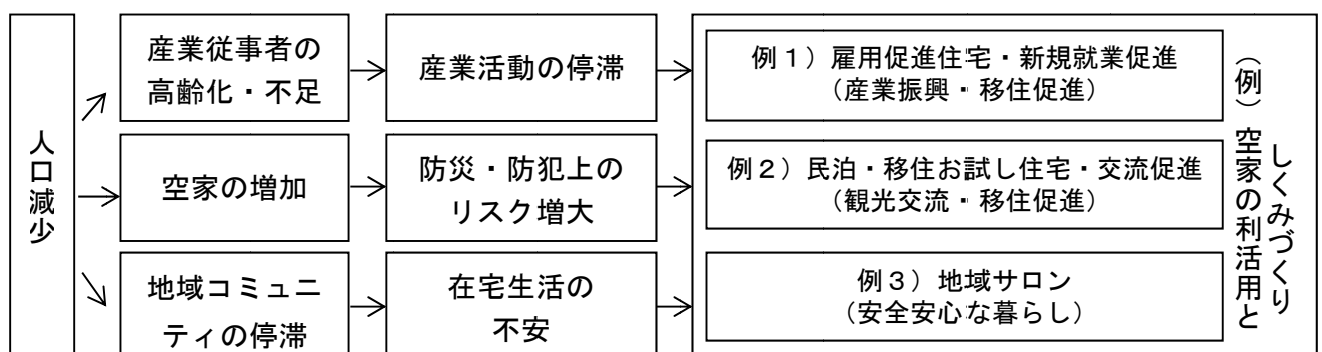 人口減少
産業従事者の
高齢化・不足
産業活動の停滞
例１）雇用促進住宅・新規就業促進
（産業振興・移住促進）
空家の増加
防災・防犯上の
リスク増大
例２）民泊・移住お試し住宅・交流促進
（観光交流・移住促進）
地域コミュニ
ティの停滞
在宅生活の
不安
例３）地域サロン
（安全安心な暮らし）
（例）空家の利活用と
しくみづくり